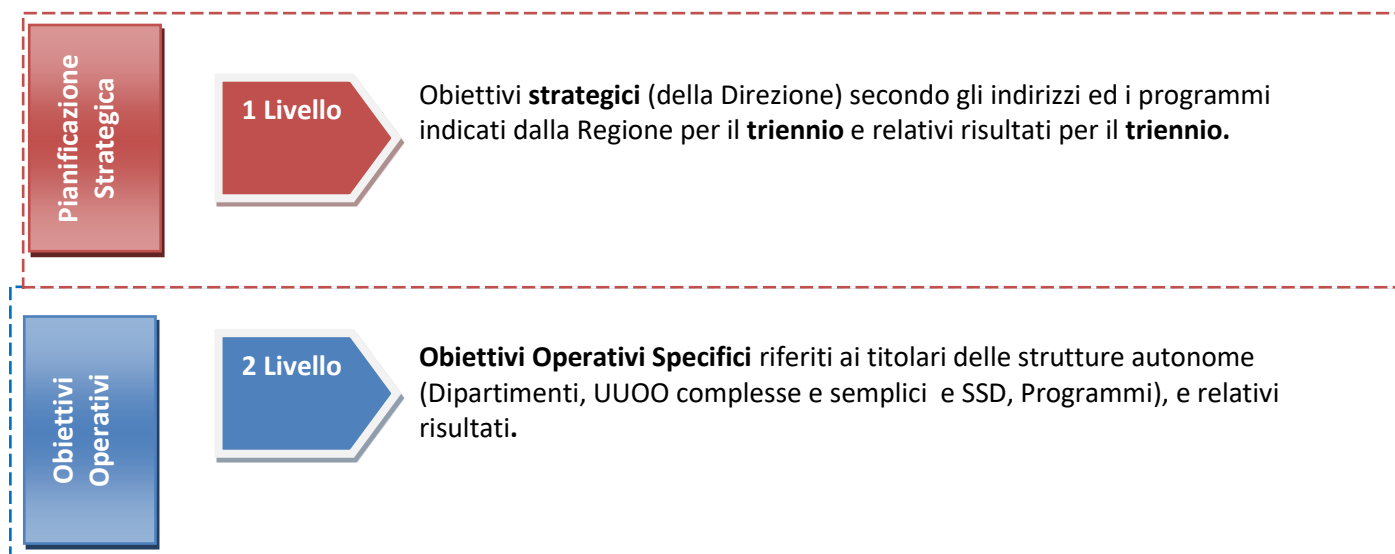 Pianificazione
Strategica
1 Livello
Obiettivi strategici (della Direzione) secondo gli indirizzi ed i programmi
indicati dalla Regione per il triennio e relativi risultati per il triennio.
Obiettivi
Operativi
2 Livello
Obiettivi Operativi Specifici riferiti ai titolari delle strutture autonome
(Dipartimenti, UUOO complesse e semplici e SSD, Programmi), e relativi
risultati.